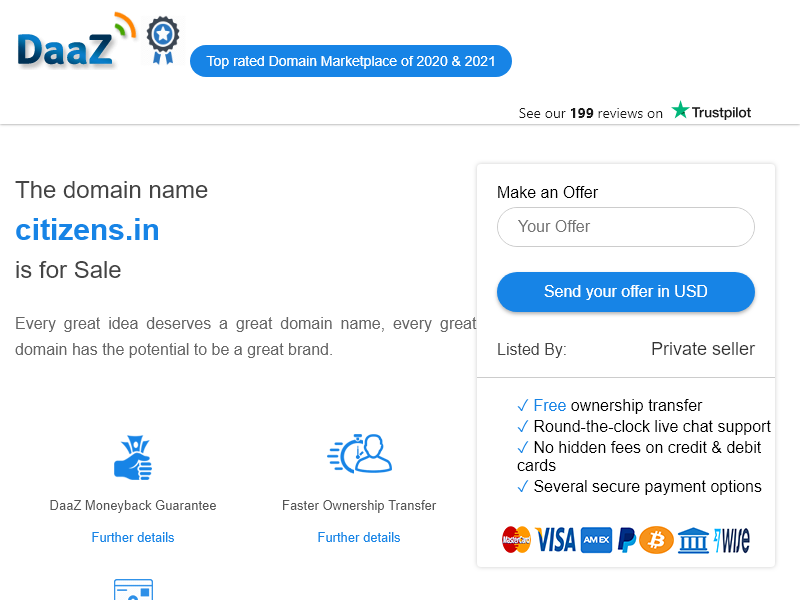 DaaZ
Top rated Domain Marketplace of 2020 & 2021
See our 199 reviews on Trustpilot
The domain name
citizens.in
is for Sale
Every great idea deserves a great domain name, every great
domain has the potential to be a great brand.
DaaZ Moneyback Guarantee
Further details
Faster Ownership Transfer
Further details
Make an Offer
Your Offer
Send your offer in USD
Listed By: Private seller
✓ Free ownership transfer
✓ Round-the-clock live chat support
✓ No hidden fees on credit & debit
cards
✓ Several secure payment options
MasterCard VISA AMEX P B WISE